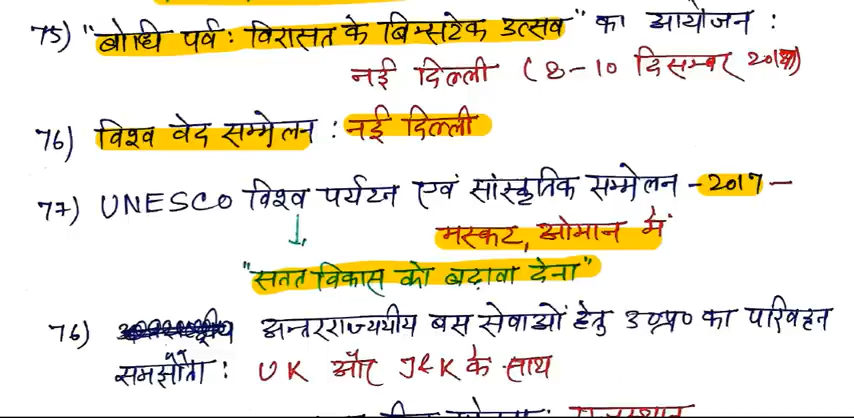 75) "बोधि पर्व: विरासत के बिम्सटेक उत्सव" का आयोजन :
नई दिल्ली (8-10 दिसम्बर 2017)
76) विश्व वेद सम्मेलन : नई दिल्ली
77) UNESCO विश्व पर्यटन एवं सांस्कृतिक सम्मेलन - 2017 -
मस्कट, ओमान में
"सतत विकास को बढ़ावा देना"
76) अन्तरराज्यीय बस सेवाओं हेतु उ०प्र० का परिवहन
समझौता : UK और J&K के साथ